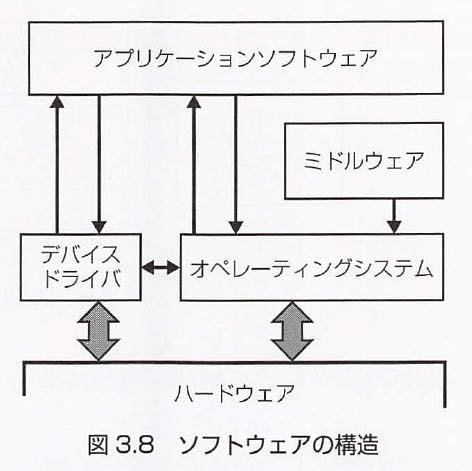 アプリケーションソフトウェア
ミドルウェア
デバイス
ドライバ
オペレーティングシステム
ハードウェア
図 3.8 ソフトウェアの構造